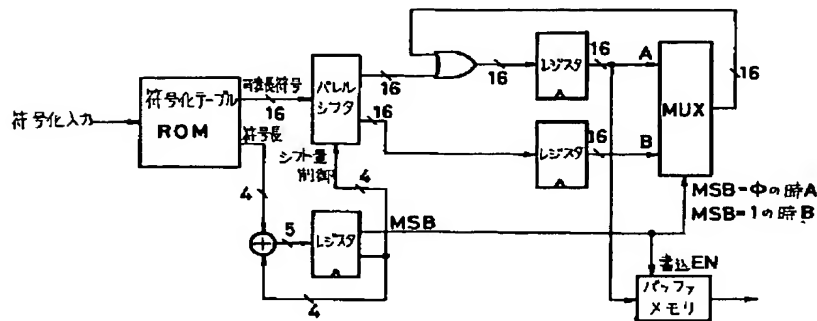 符号化入力
符号化テーブル
ROM
可変長符号
16
符号長
4
バレル
シフタ
シフト量
制御
4
16
16
16
レジスタ
16
A
レジスタ
16
B
MUX
16
MSB=Φの時A
MSB=1の時B
5
レジスタ
MSB
4
書込EN
バッファ
メモリ